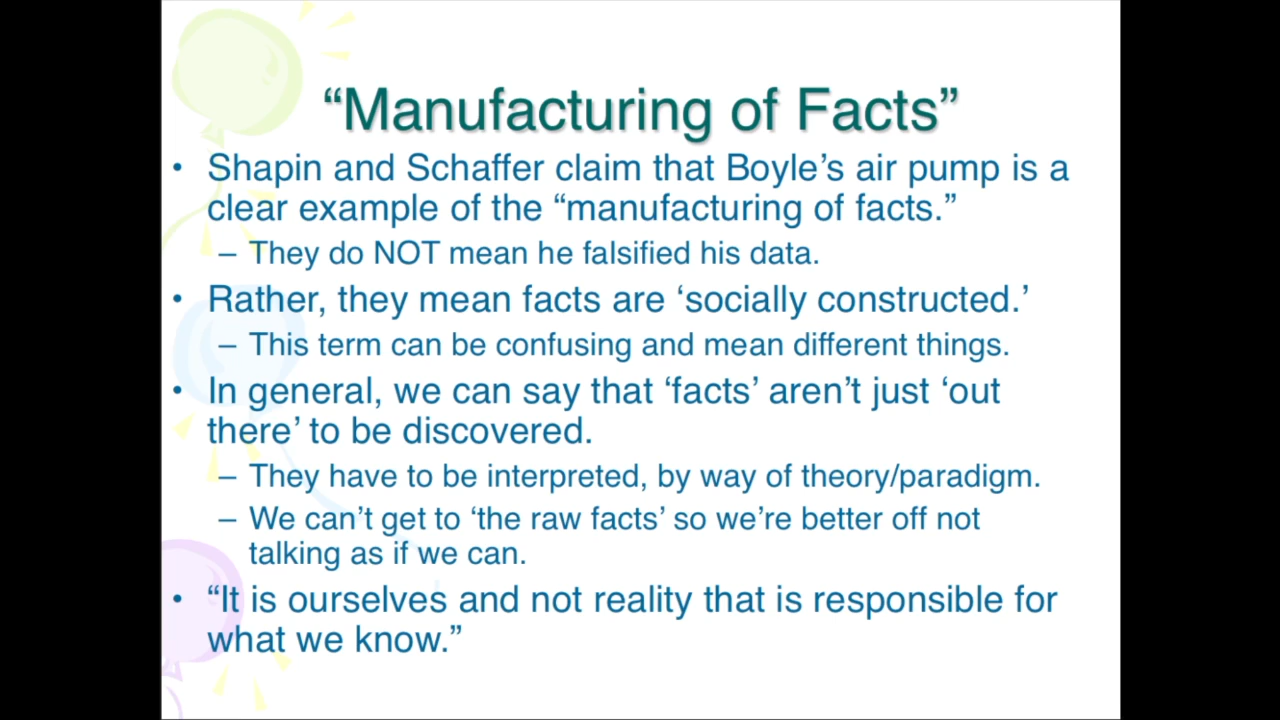 “Manufacturing of Facts”
• Shapin and Schaffer claim that Boyle’s air pump is a
clear example of the “manufacturing of facts.”
– They do NOT mean he falsified his data.
• Rather, they mean facts are ‘socially constructed.’
– This term can be confusing and mean different things.
• In general, we can say that ‘facts’ aren’t just ‘out
there’ to be discovered.
– They have to be interpreted, by way of theory/paradigm.
– We can’t get to ‘the raw facts’ so we’re better off not
talking as if we can.
• “It is ourselves and not reality that is responsible for
what we know.”